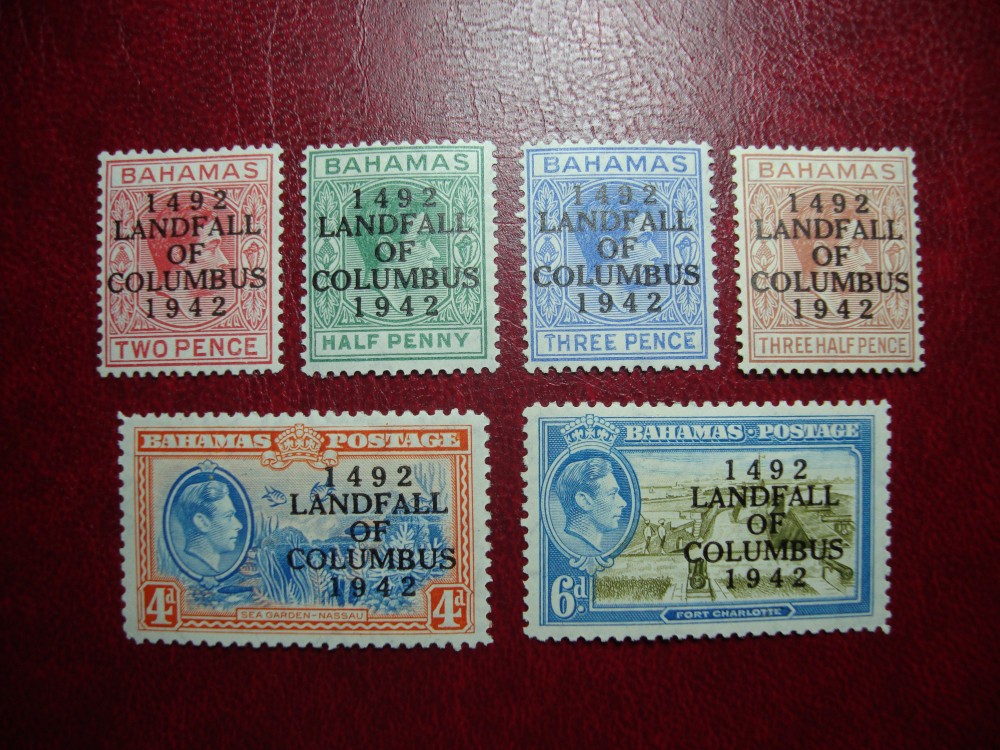 BAHAMAS
1492
LANDFALL
OF
COLUMBUS
1942
TWO PENCE
BAHAMAS
1492
LANDFALL
OF
COLUMBUS
1942
HALF PENNY
BAHAMAS
1492
LANDFALL
OF
COLUMBUS
1942
THREE PENCE
BAHAMAS
1492
LANDFALL
OF
COLUMBUS
1942
THREE HALF PENCE
BAHAMAS POSTAGE
1492
LANDFALL
OF
COLUMBUS
1942
4d 4d
SEA GARDEN-NASSAU
BAHAMAS·POSTAGE
1492
LANDFALL
OF
COLUMBUS
1942
6d.
FORT CHARLOTTE